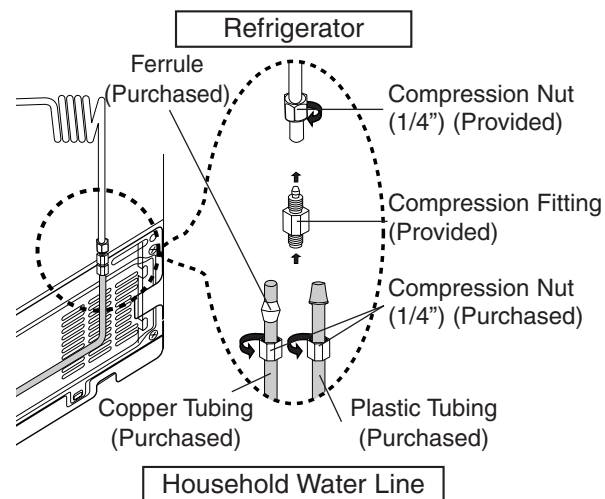 Refrigerator
Ferrule
(Purchased)
Compression Nut
(1/4”) (Provided)
Compression Fitting
(Provided)
Compression Nut
(1/4”) (Purchased)
Copper Tubing
(Purchased)
Plastic Tubing
(Purchased)
Household Water Line